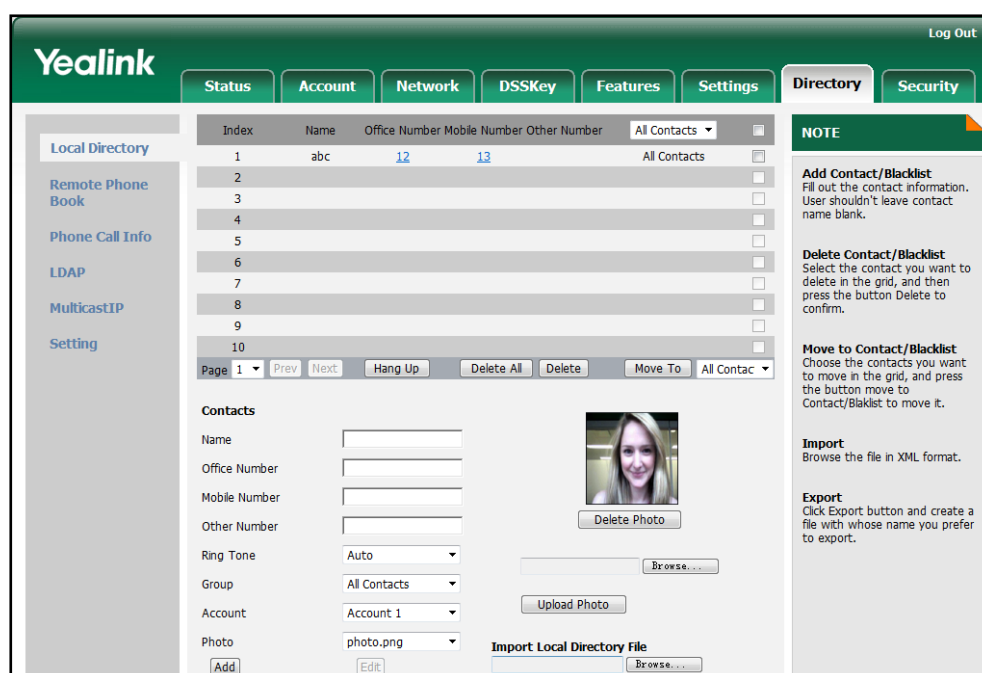 Log Out
Yealink
Status Account Network DSSKey Features Settings Directory Security
Local Directory
Remote Phone
Book
Phone Call Info
LDAP
MulticastIP
Setting
Index Name Office Number Mobile Number Other Number All Contacts
1 abc 12 13 All Contacts
2
3
4
5
6
7
8
9
10
Page 1 Prev Next Hang Up Delete All Delete Move To All Contac
Contacts
Name
Office Number
Mobile Number
Other Number
Ring Tone Auto
Group All Contacts
Account Account 1
Photo photo.png
Add Edit
Delete Photo
Browse...
Upload Photo
Import Local Directory File
Browse...
NOTE
Add Contact/Blacklist
Fill out the contact information.
User shouldn't leave contact
name blank.
Delete Contact/Blacklist
Select the contact you want to
delete in the grid, and then
press the button Delete to
confirm.
Move to Contact/Blacklist
Choose the contacts you want
to move in the grid, and press
the button move to
Contact/Blaklist to move it.
Import
Browse the file in XML format.
Export
Click Export button and create a
file with whose name you prefer
to export.